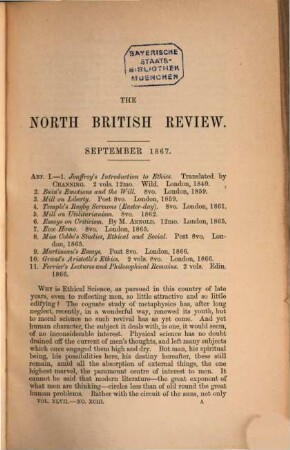 BAYERISCHE
STAATS-
BIBLIOTHEK
MUENCHEN
THE
NORTH BRITISH REVIEW.
SEPTEMBER 1867.
ART. I.—1. Jouffroy's Introduction to Ethics. Translated by
CHANNING. 2 vols. 12mo. Wild. London, 1840.
2. Bain's Emotions and the Will. 8vo. London, 1859.
3. Mill on Liberty. Post 8vo. London, 1859.
4. Temple's Rugby Sermons (Easter-day). 8vo. London, 1861.
5. Mill on Utilitarianism. 8vo. 1862.
6. Essays on Criticism. By M. ARNOLD. 12mo. London, 1865.
7. Ecce Homo. 8vo. London, 1865.
8. Miss Cobbe's Studies, Ethical and Social. Post 8vo, Lon-
don, 1865.
9. Martineau's Essays. Post 8vo. London, 1866.
10. Grant's Aristotle's Ethics. 2 vols. 8vo. London, 1866.
11. Ferrier's Lectures and Philosophical Remains. 2 vols. Edin.
1866.
WHY is Ethical Science, as pursued in this country of late
years, even to reflecting men, so little attractive and so little
edifying? The cognate study of metaphysics has, after long
neglect, recently, in a wonderful way, renewed its youth, but
to moral science no such revival has as yet come. And yet
human character, the subject it deals with, is one, it would seem,
of no inconsiderable interest. Physical science has no doubt
drained off the current of men's thoughts, and left many subjects
which once engaged them high and dry. But man, his spiritual
being, his possibilities here, his destiny hereafter, these still
remain, amid all the absorption of external things, the one
highest marvel, the paramount centre of interest to men. It
cannot be said that modern literature—the great exponent of
what men are thinking—circles less than of old round the great
human problems. Rather with the circuit of the suns, not only
VOL. XLVII.—NO. XCIII. A